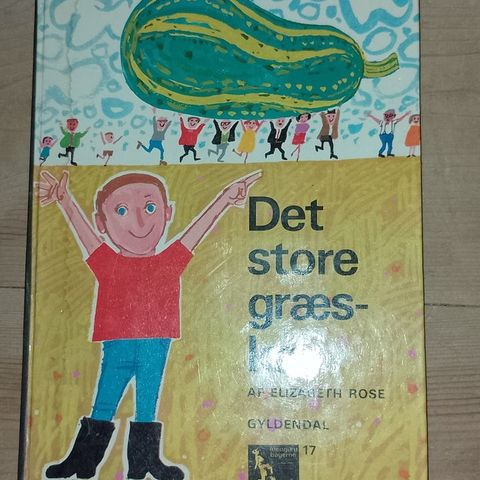 Det
store
græs-
AF ELIZABETH ROSE
GYLDENDAL
17